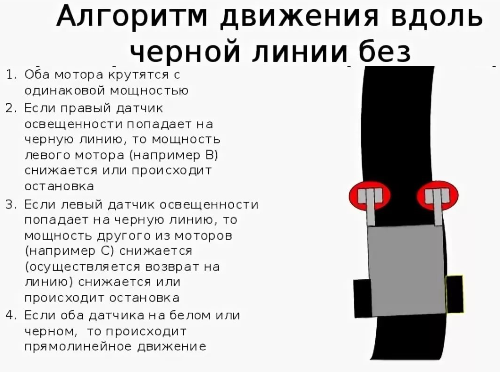 Алгоритм движения вдоль
черной линии без
1. Оба мотора крутятся с
одинаковой мощностью
2. Если правый датчик
освещенности попадает на
черную линию, то мощность
левого мотора (например В)
снижается или происходит
остановка
3. Если левый датчик освещенности
попадает на черную линию, то
мощность другого из моторов
(например С) снижается
(осуществляется возврат на
линию) снижается или
происходит остановка
4. Если оба датчика на белом или
черном, то происходит
прямолинейное движение